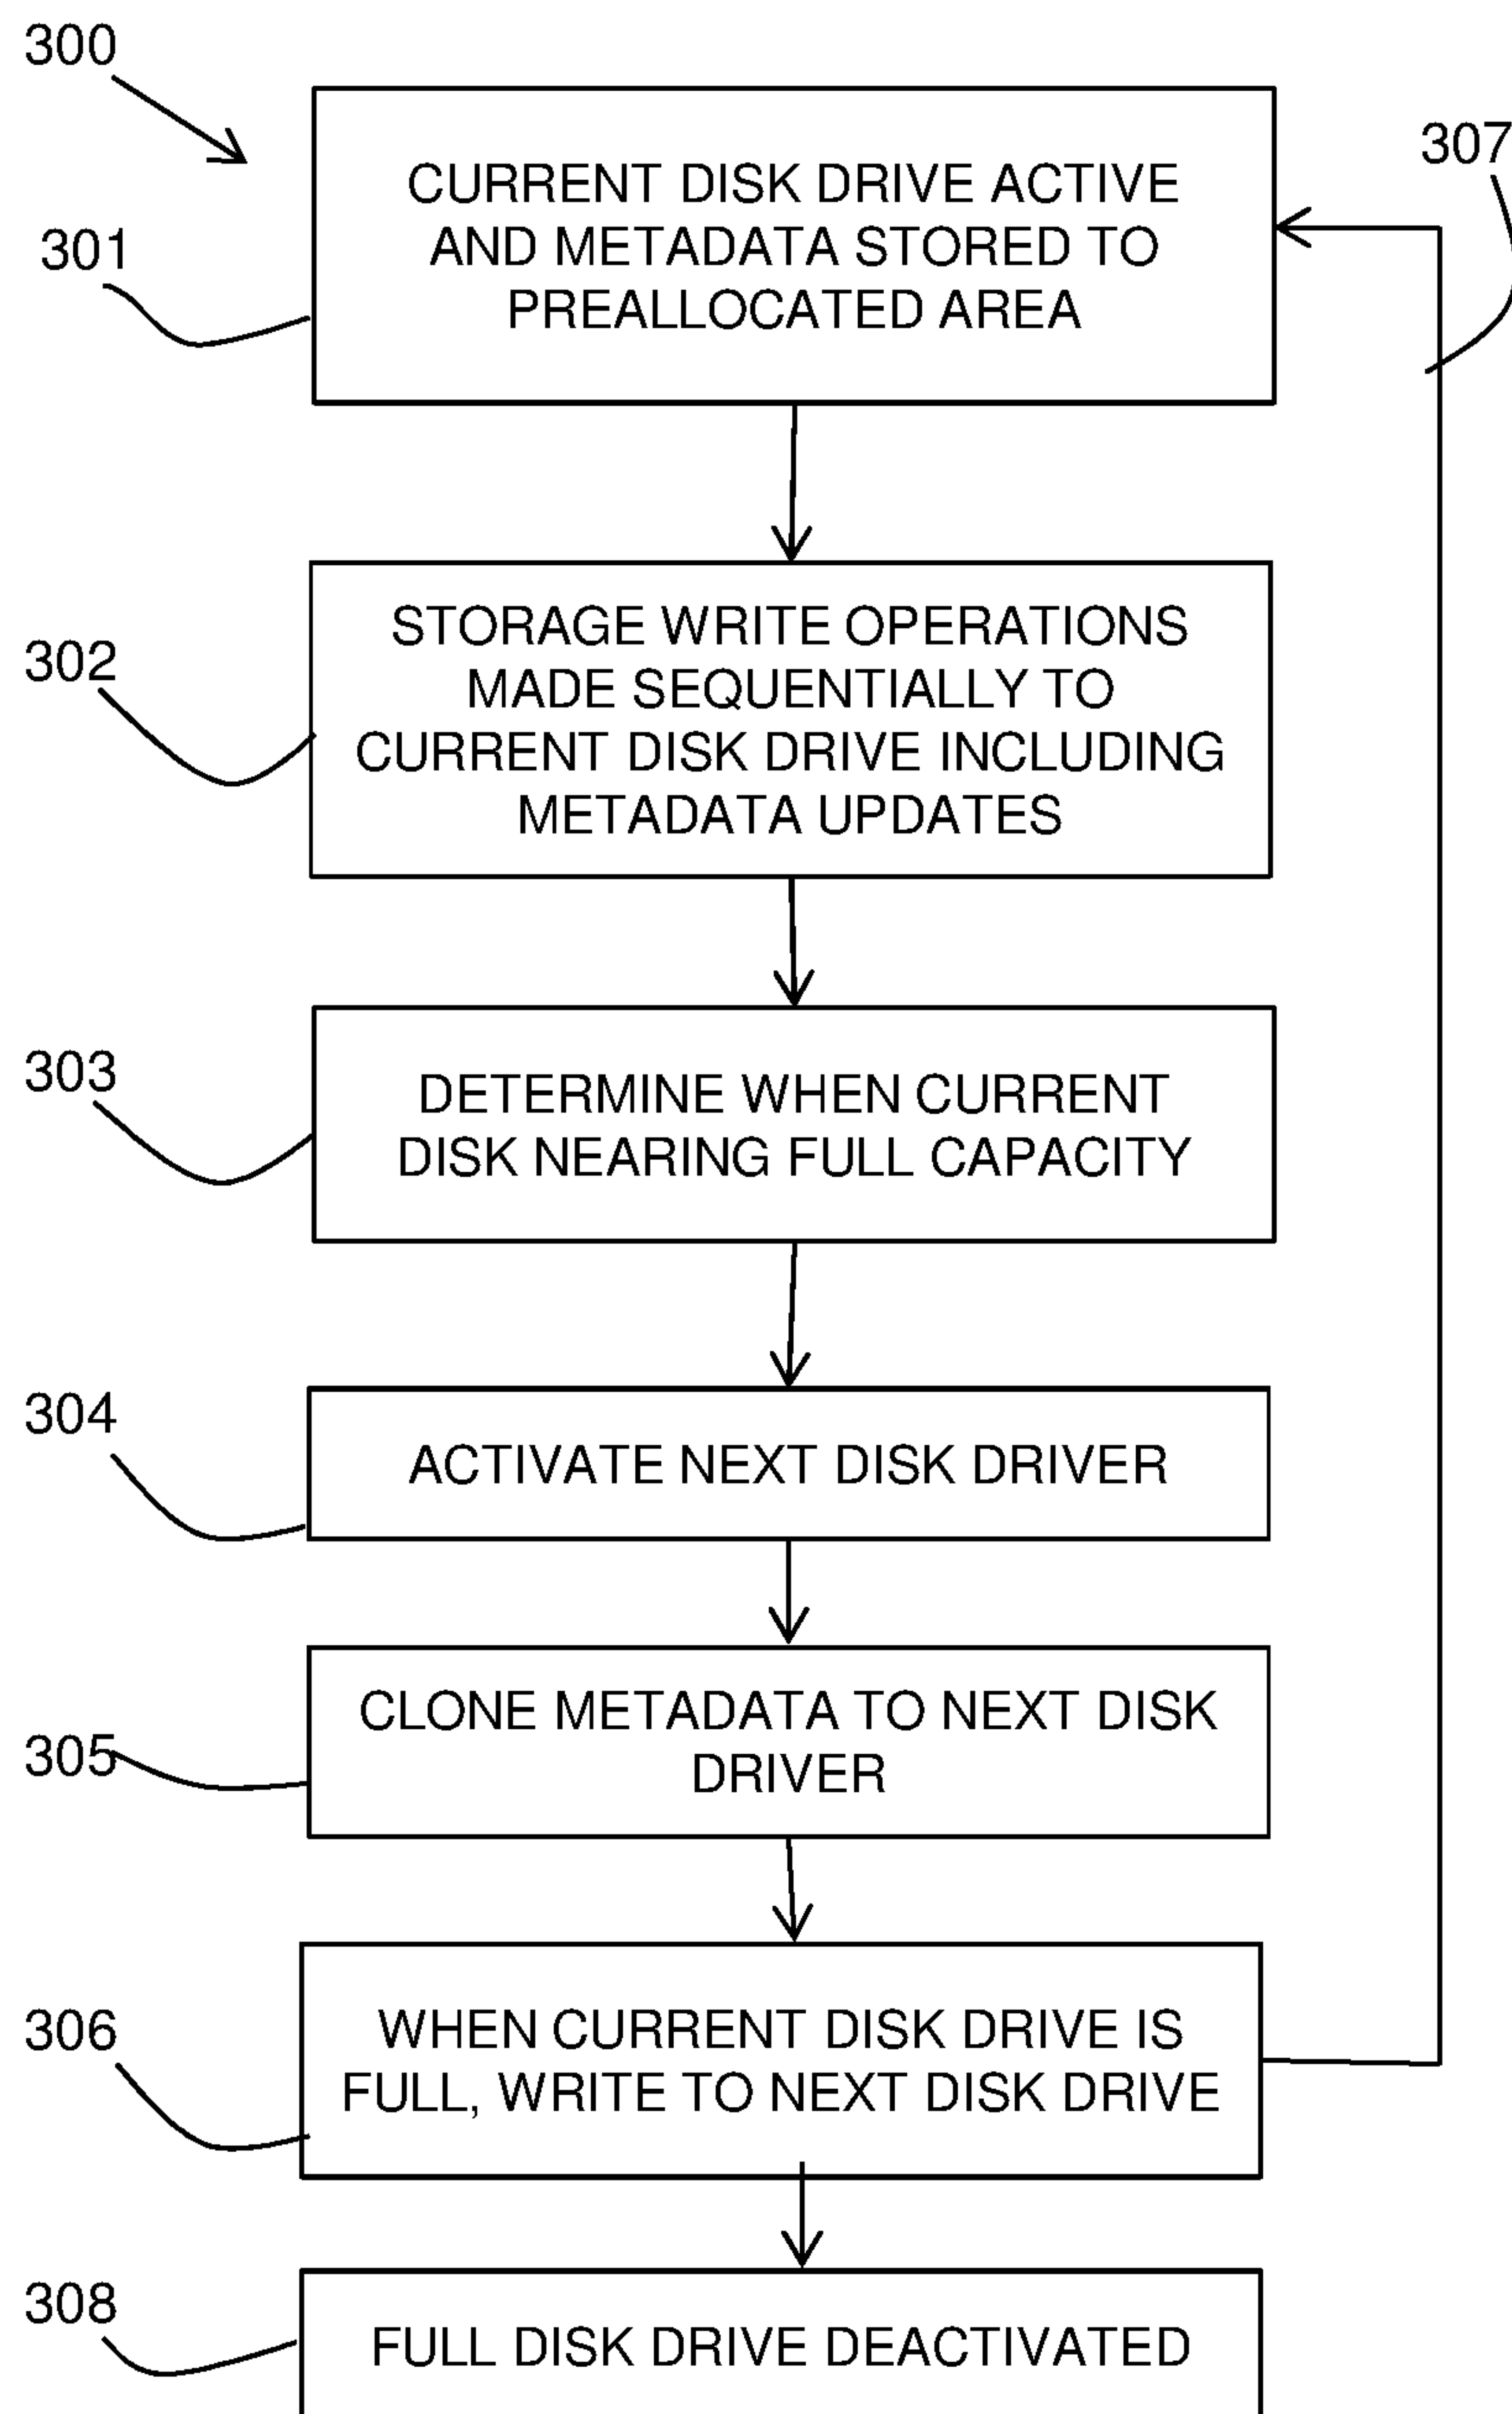 300
307
CURRENT DISK DRIVE ACTIVE
AND METADATA STORED TO
PREALLOCATED AREA
301
STORAGE WRITE OPERATIONS
MADE SEQUENTIALLY TO
CURRENT DISK DRIVE INCLUDING
METADATA UPDATES
302
303
DETERMINE WHEN CURRENT
DISK NEARING FULL CAPACITY
304
ACTIVATE NEXT DISK DRIVER
CLONE METADATA TO NEXT DISK
DRIVER
305
306
WHEN CURRENT DISK DRIVE IS
FULL, WRITE TO NEXT DISK DRIVE
308
FULL DISK DRIVE DEACTIVATED